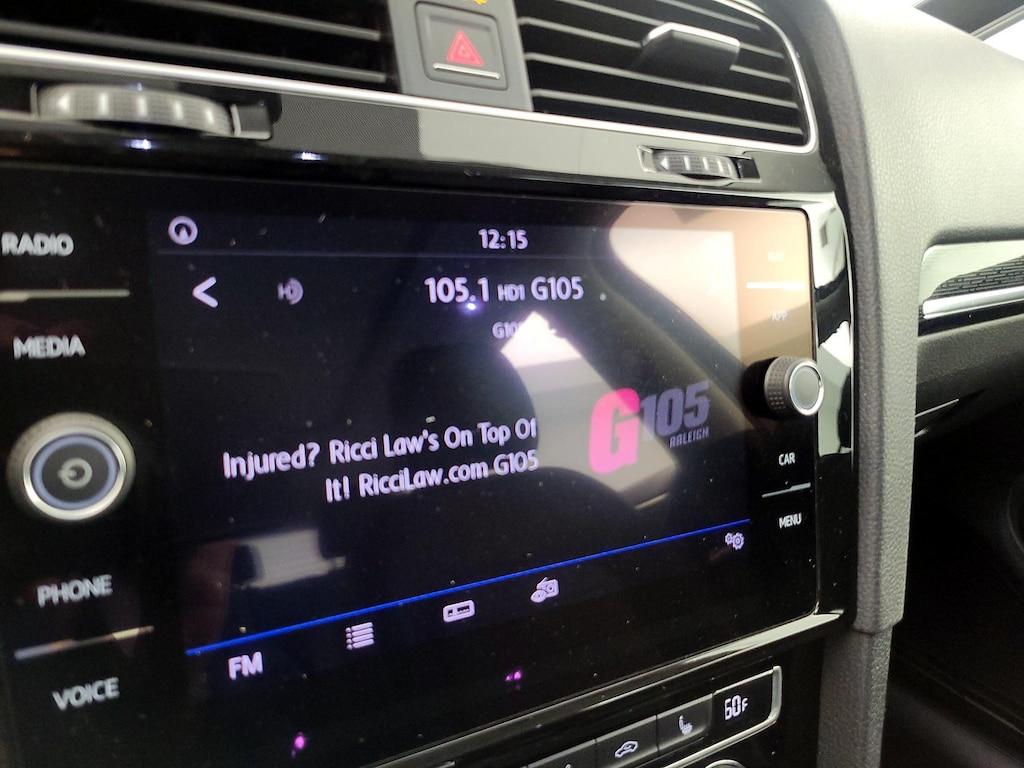 RADIO
MEDIA
PHONE
VOICE
12:15
105.1 HD1 G105
Injured? Ricci Law's On Top Of
It! RicciLaw.com G105
G105
RALEIGH
FM
APP
CAR
MENU
60F